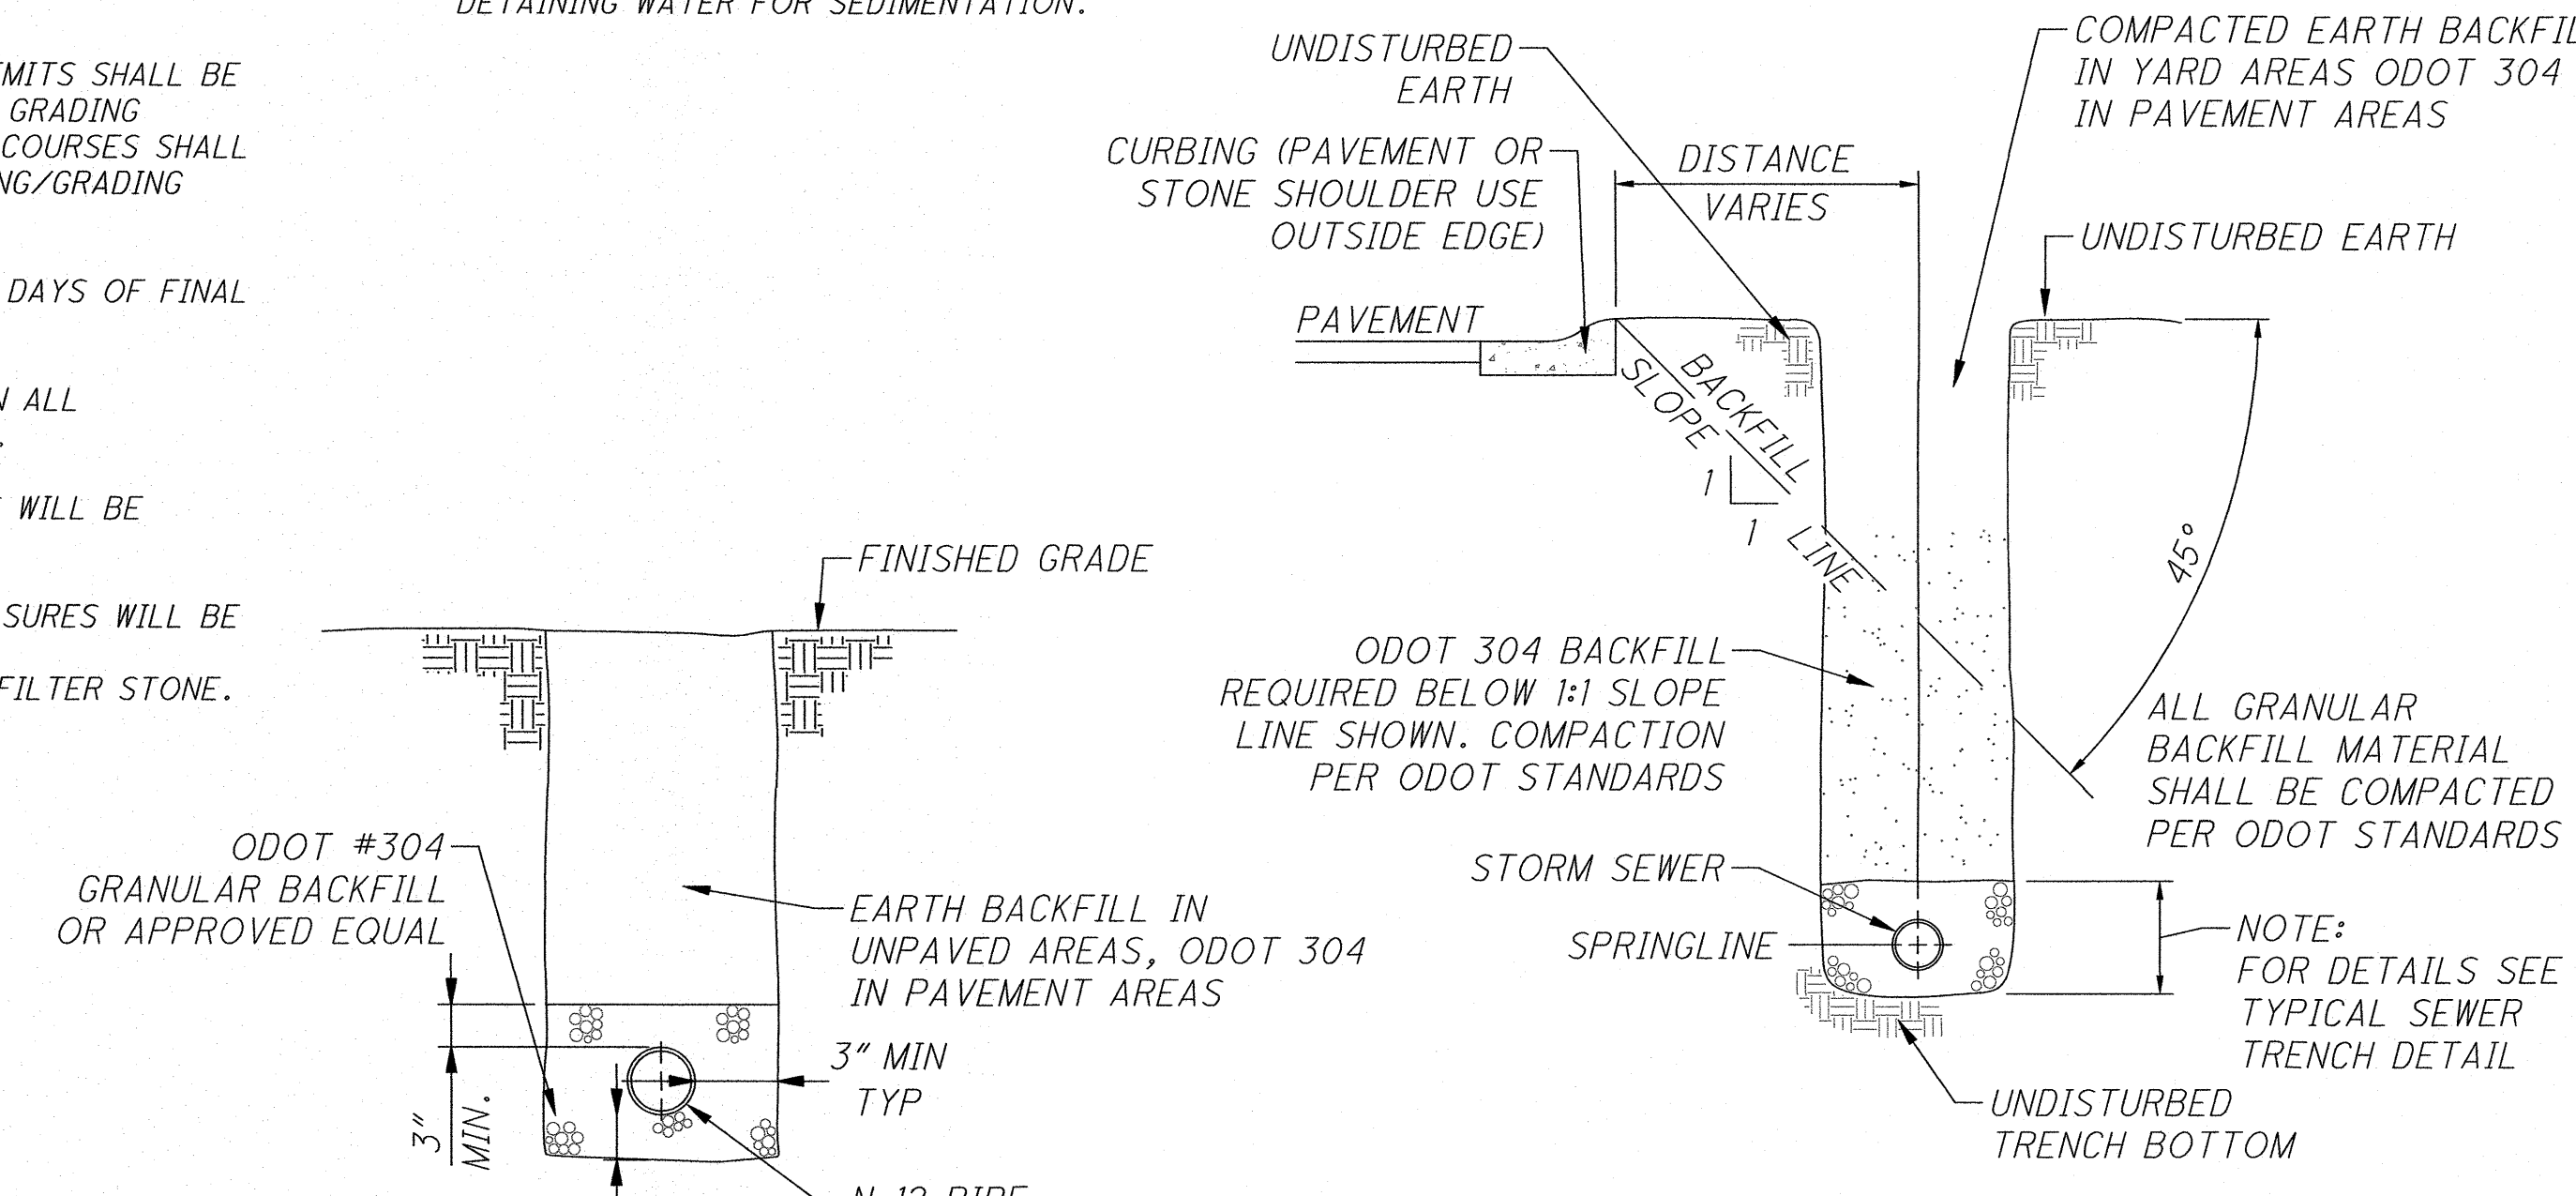 DETAINING WATER FOR SEDIMENTATION.
SHALL BE
GRADING
COURSES SHALL
/GRADING
DAYS OF FINAL
ALL
WILL BE
WILL BE
FILTER STONE.
UNDISTURBED
EARTH
CURBING (PAVEMENT OR
STONE SHOULDER USE
OUTSIDE EDGE)
PAVEMENT
DISTANCE
VARIES
COMPACTED EARTH
IN YARD AREAS ODOT 304
IN PAVEMENT AREAS
UNDISTURBED EARTH
BACKFILL
SLOPE
1
1
LINE
45°
ODOT 304 BACKFILL
REQUIRED BELOW 1:1 SLOPE
LINE SHOWN. COMPACTION
PER ODOT STANDARDS
ALL GRANULAR
BACKFILL MATERIAL
SHALL BE COMPACTED
PER ODOT STANDARDS
STORM SEWER
SPRINGLINE
NOTE:
FOR DETAILS SEE
TYPICAL SEWER
TRENCH DETAIL
UNDISTURBED
TRENCH BOTTOM
FINISHED GRADE
ODOT #304
GRANULAR BACKFILL
OR APPROVED EQUAL
EARTH BACKFILL IN
UNPAVED AREAS, ODOT 304
IN PAVEMENT AREAS
3" MIN
TYP
3"
MIN.
N-12 PIPE